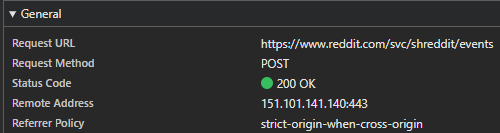 General
Request URL https://www.reddit.com/svc/shreddit/events
Request Method POST
Status Code 200 OK
Remote Address 151.101.141.140:443
Referrer Policy strict-origin-when-cross-origin